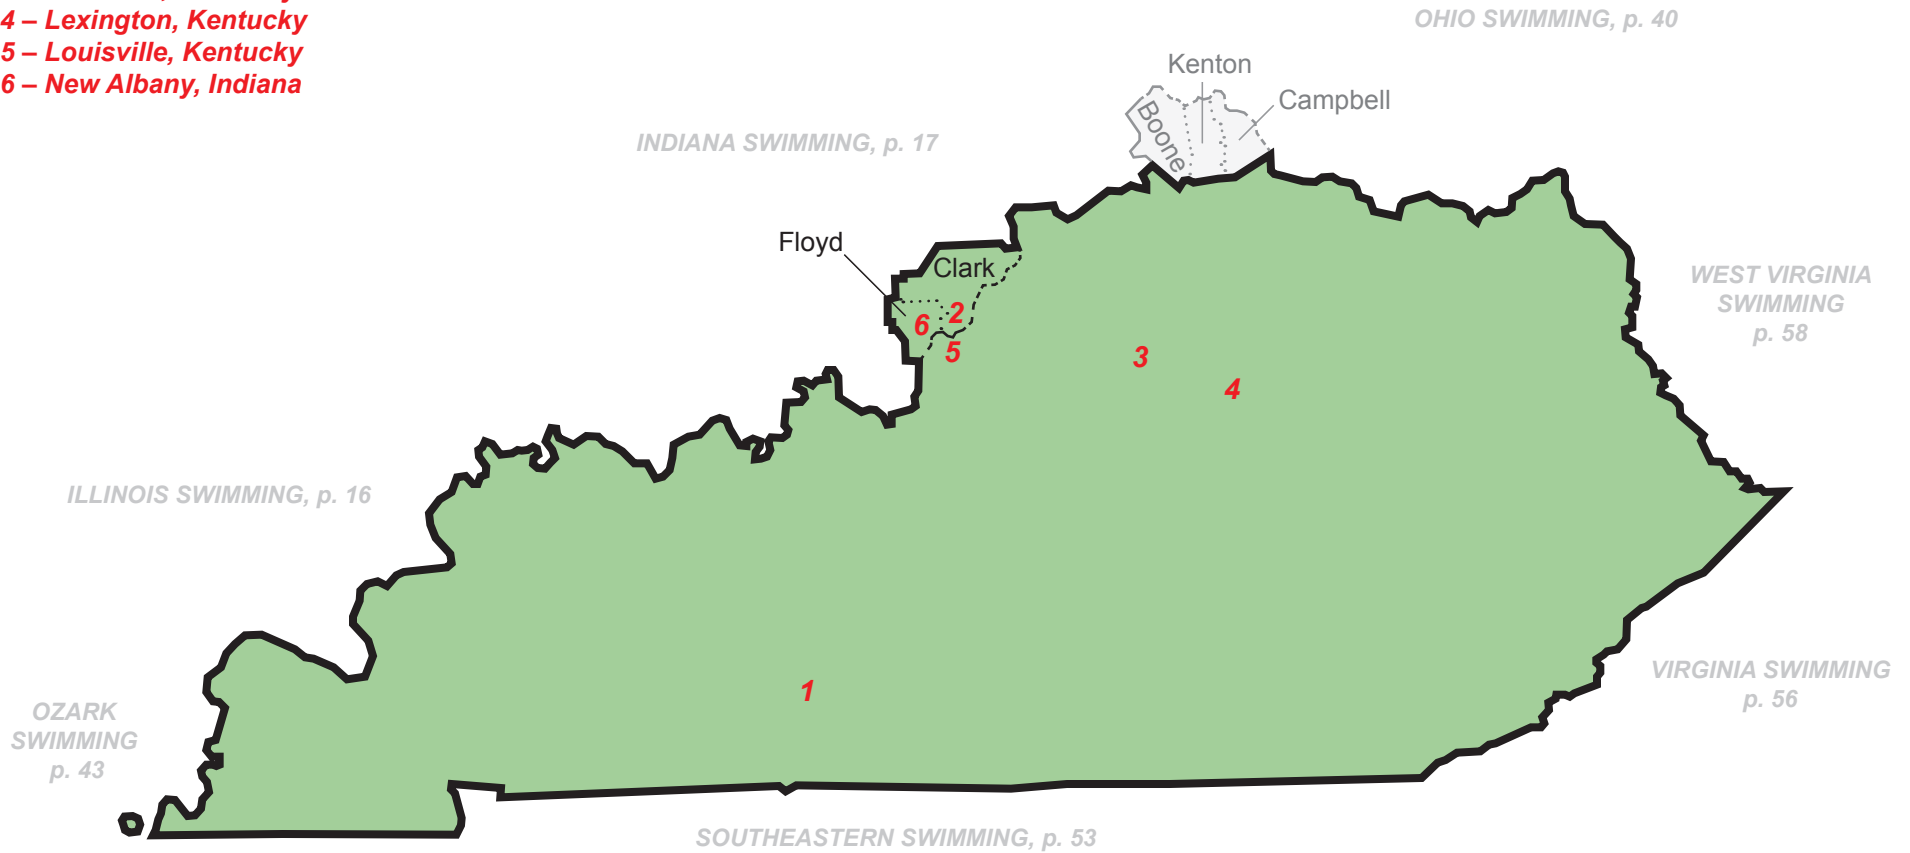 4 – Lexington, Kentucky
5 – Louisville, Kentucky
6 – New Albany, Indiana
OHIO SWIMMING, p. 40
Kenton
Campbell
Boone
INDIANA SWIMMING, p. 17
Floyd
Clark
WEST VIRGINIA
SWIMMING
p. 58
2
6
5
3
4
ILLINOIS SWIMMING, p. 16
VIRGINIA SWIMMING
p. 56
1
OZARK
SWIMMING
p. 43
SOUTHEASTERN SWIMMING, p. 53